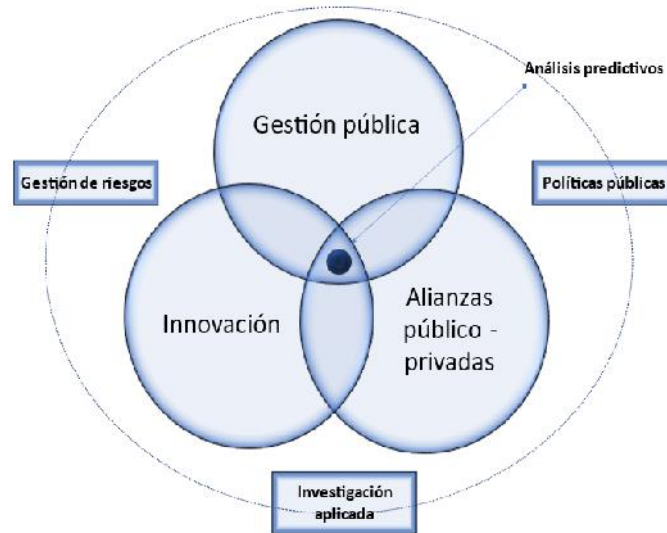 Análisis predictivos
Gestión pública
Gestión de riesgos
Políticas públicas
Innovación
Alianzas
público -
privadas
Investigación
aplicada